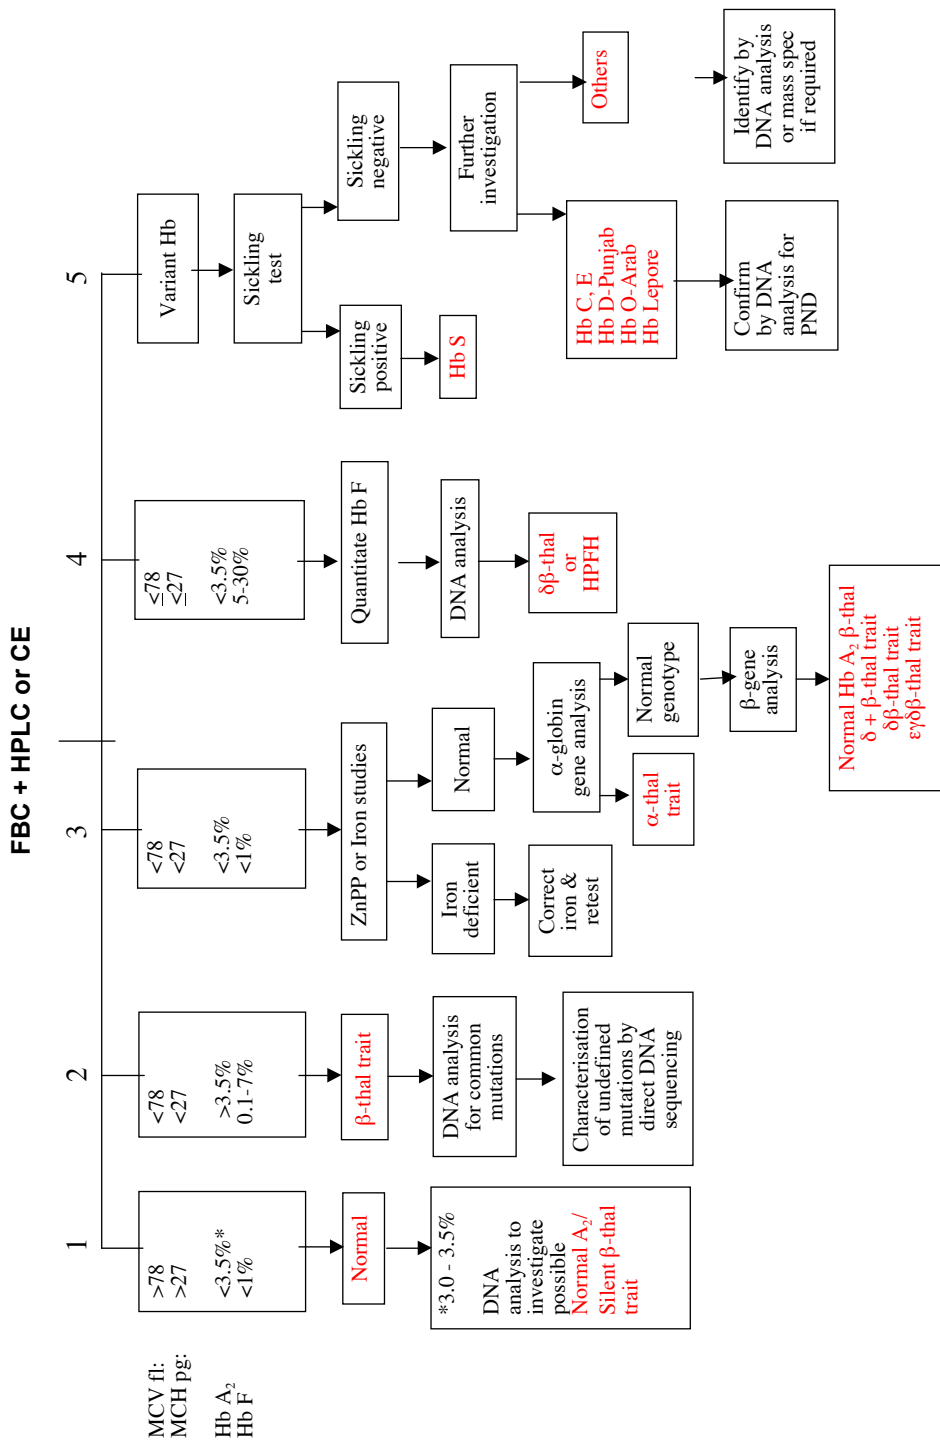 FBC + HPLC or CE
1
2
3
4
5
MCV fl:
MCH pg:
Hb A₂
Hb F
>78
>27
<3.5%*
<1%
Normal
*3.0 - 3.5%
DNA
analysis to
investigate
possible
Normal A₂/
Silent β-thal
trait
<78
<27
>3.5%
0.1-7%
β-thal trait
DNA analysis
for common
mutations
Characterisation
of undefined
mutations by
direct DNA
sequencing
<78
<27
<3.5%
<1%
ZnPP or Iron studies
Iron
deficient
Correct
iron &
retest
Normal
α-globin
gene analysis
α-thal
trait
Normal
genotype
β-gene
analysis
Normal Hb A₂ β-thal
δ + β-thal trait
δβ-thal trait
εγδβ-thal trait
≤78
≤27
<3.5%
5-30%
Quantitate Hb F
DNA analysis
δβ-thal
or
HPFH
Variant Hb
Sickling
test
Sickling
positive
Hb S
Sickling
negative
Further
investigation
Hb C, E
Hb D-Punjab
Hb O-Arab
Hb Lepore
Confirm
by DNA
analysis for
PND
Others
Identify by
DNA analysis
or mass spec
if required